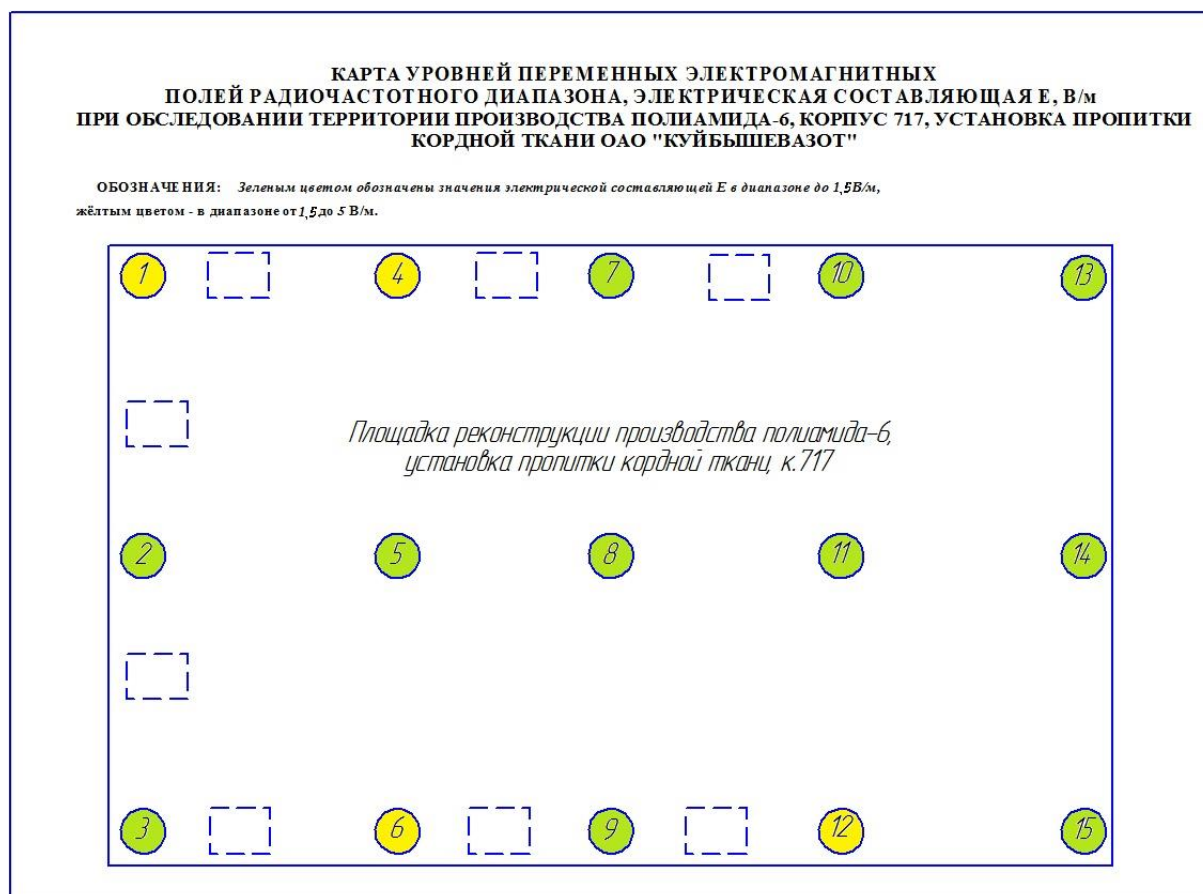 КАРТА УРОВНЕЙ ПЕРЕМЕННЫХ ЭЛЕКТРОМАГНИТНЫХ
ПОЛЕЙ РАДИОЧАСТОТНОГО ДИАПАЗОНА, ЭЛЕКТРИЧЕСКАЯ СОСТАВЛЯЮЩАЯ Е, В/м
ПРИ ОБСЛЕДОВАНИИ ТЕРРИТОРИИ ПРОИЗВОДСТВА ПОЛИАМИДА-6, КОРПУС 717, УСТАНОВКА ПРОПИТКИ
КОРДНОЙ ТКАНИ ОАО "КУЙБЫШЕВАЗОТ"
ОБОЗНАЧЕНИЯ: Зеленым цветом обозначены значения электрической составляющей Е в диапазоне до 1,5В/м,
жёлтым цветом - в диапазоне от 1,5 до 5 В/м.
1 4 7 10 13
Площадка реконструкции производства полиамида-6,
установка пропитки кордной ткани, к.717
2 5 8 11 14
3 6 9 12 15